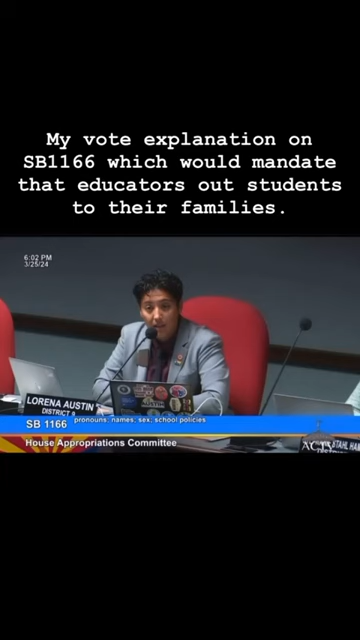 My vote explanation on
SB1166 which would mandate
that educators out students
to their families.
6:02 PM
3/25/24
LORENA AUSTIN
DISTRICT 9
SB 1166
pronouns; names; sex; school policies
House Appropriations Committee
STAHL